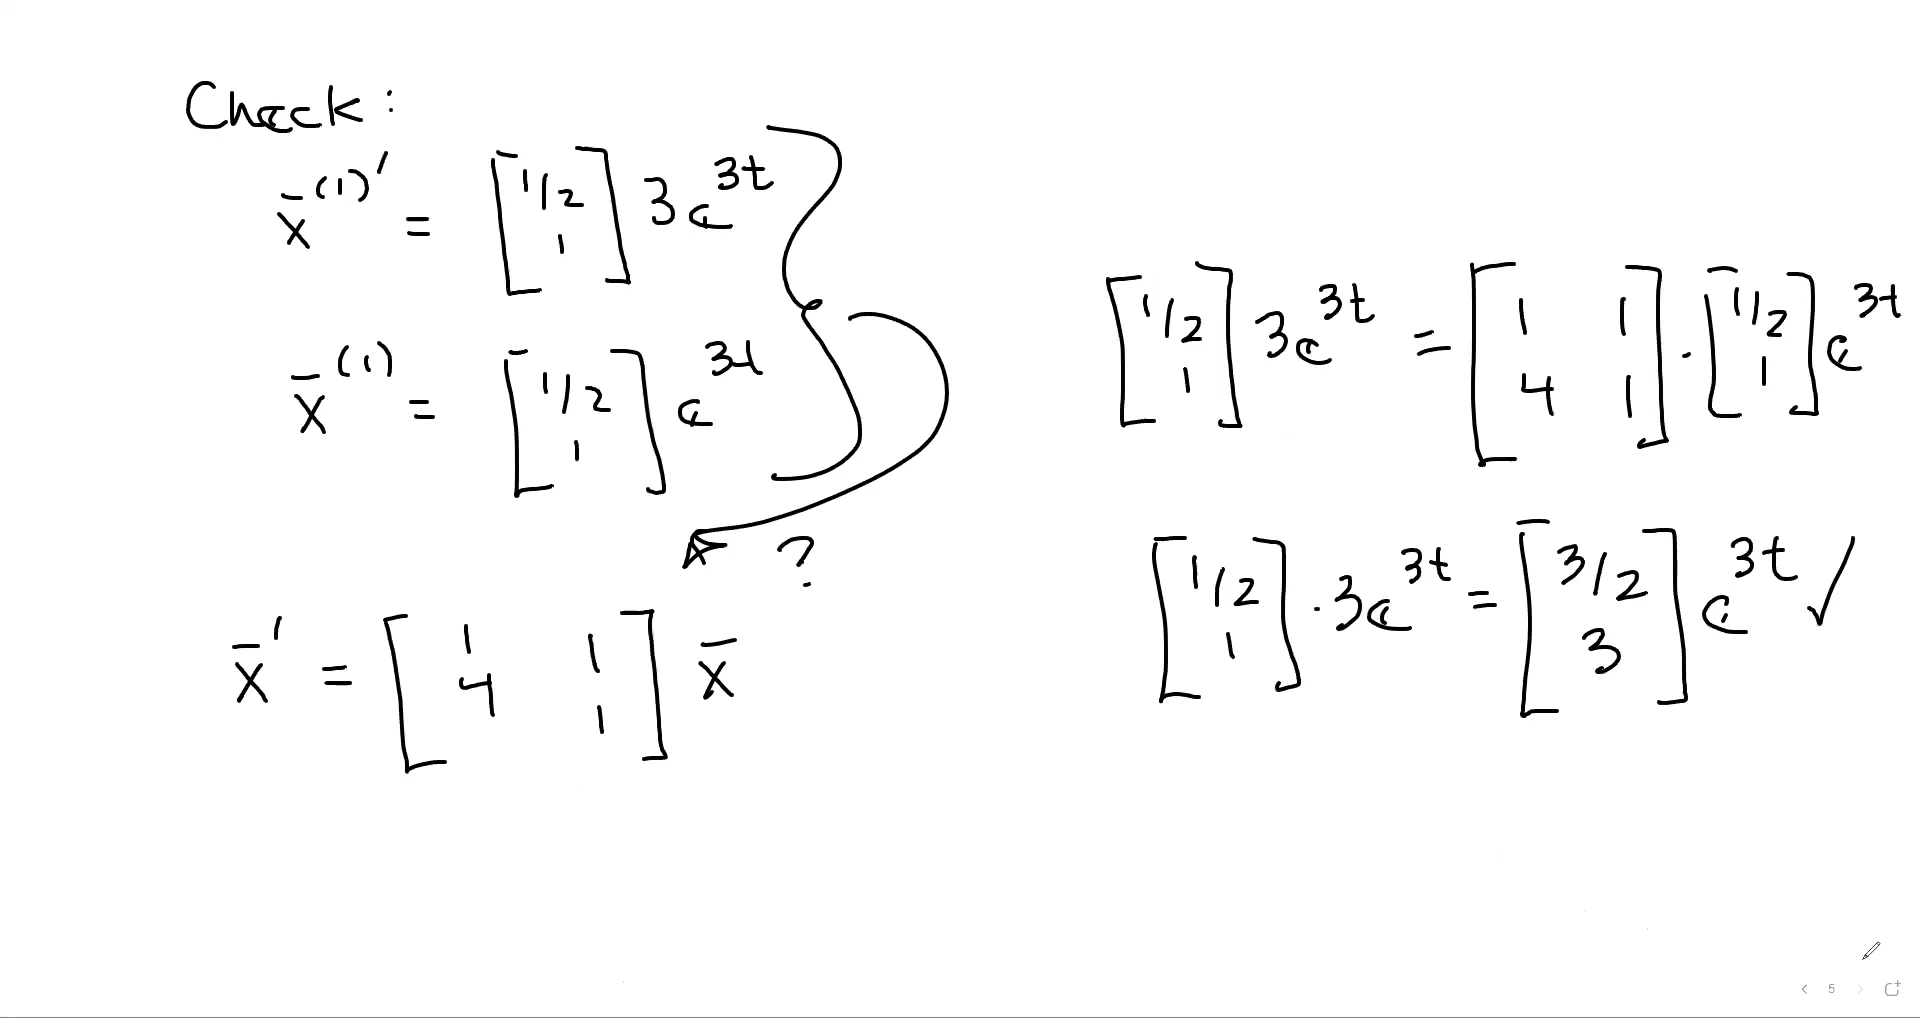 Check:
x̄^(1)' = [1/2; 1] 3e^3t
x̄^(1) = [1/2; 1] e^3t
?
x̄' = [1 1; 4 1] x̄
[1/2; 1] 3e^3t = [1 1; 4 1] · [1/2; 1] e^3t
[1/2; 1] · 3e^3t = [3/2; 3] e^3t ✓
5